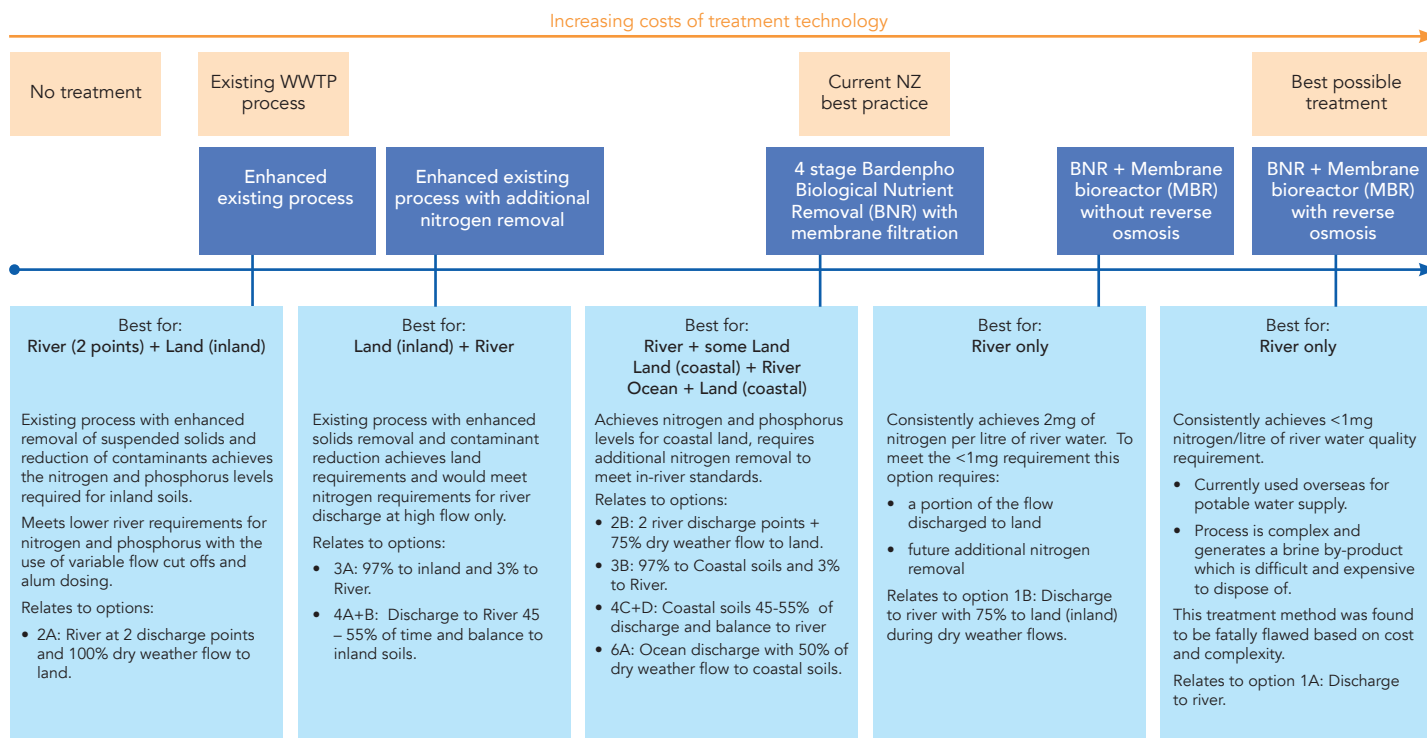 Increasing costs of treatment technology
No treatment
Existing WWTP
process
Current NZ
best practice
Best possible
treatment
Enhanced
existing process
Enhanced existing
process with additional
nitrogen removal
4 stage Bardenpho
Biological Nutrient
Removal (BNR) with
membrane filtration
BNR + Membrane
bioreactor (MBR)
without reverse
osmosis
BNR + Membrane
bioreactor (MBR)
with reverse
osmosis
Best for:
River (2 points) + Land (inland)
Existing process with enhanced
removal of suspended solids and
reduction of contaminants achieves
the nitrogen and phosphorus levels
required for inland soils.
Meets lower river requirements for
nitrogen and phosphorus with the
use of variable flow cut offs and
alum dosing.
Relates to options:
• 2A: River at 2 discharge points
and 100% dry weather flow to
land.
Best for:
Land (inland) + River
Existing process with enhanced
solids removal and contaminant
reduction achieves land
requirements and would meet
nitrogen requirements for river
discharge at high flow only.
Relates to options:
• 3A: 97% to inland and 3% to
River.
• 4A+B: Discharge to River 45
– 55% of time and balance to
inland soils.
Best for:
River + some Land
Land (coastal) + River
Ocean + Land (coastal)
Achieves nitrogen and phosphorus
levels for coastal land, requires
additional nitrogen removal to
meet in-river standards.
Relates to options:
• 2B: 2 river discharge points +
75% dry weather flow to land.
• 3B: 97% to Coastal soils and 3%
to River.
• 4C+D: Coastal soils 45-55% of
discharge and balance to river
• 6A: Ocean discharge with 50% of
dry weather flow to coastal soils.
Best for:
River only
Consistently achieves 2mg of
nitrogen per litre of river water. To
meet the <1mg requirement this
option requires:
• a portion of the flow
discharged to land
• future additional nitrogen
removal
Relates to option 1B: Discharge
to river with 75% to land (inland)
during dry weather flows.
Best for:
River only
Consistently achieves <1mg
nitrogen/litre of river water quality
requirement.
• Currently used overseas for
potable water supply.
• Process is complex and
generates a brine by-product
which is difficult and expensive
to dispose of.
This treatment method was found
to be fatally flawed based on cost
and complexity.
Relates to option 1A: Discharge
to river.